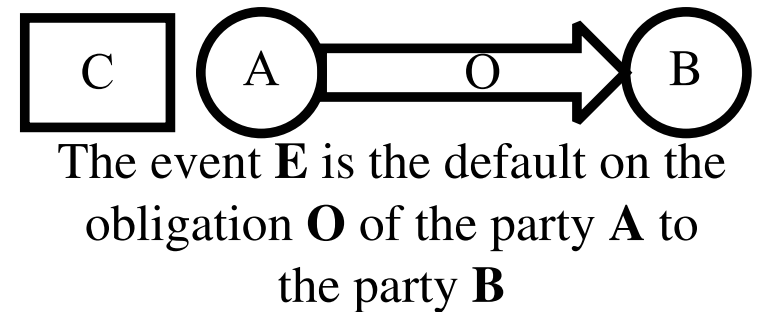 C A O B
The event E is the default on the
obligation O of the party A to
the party B